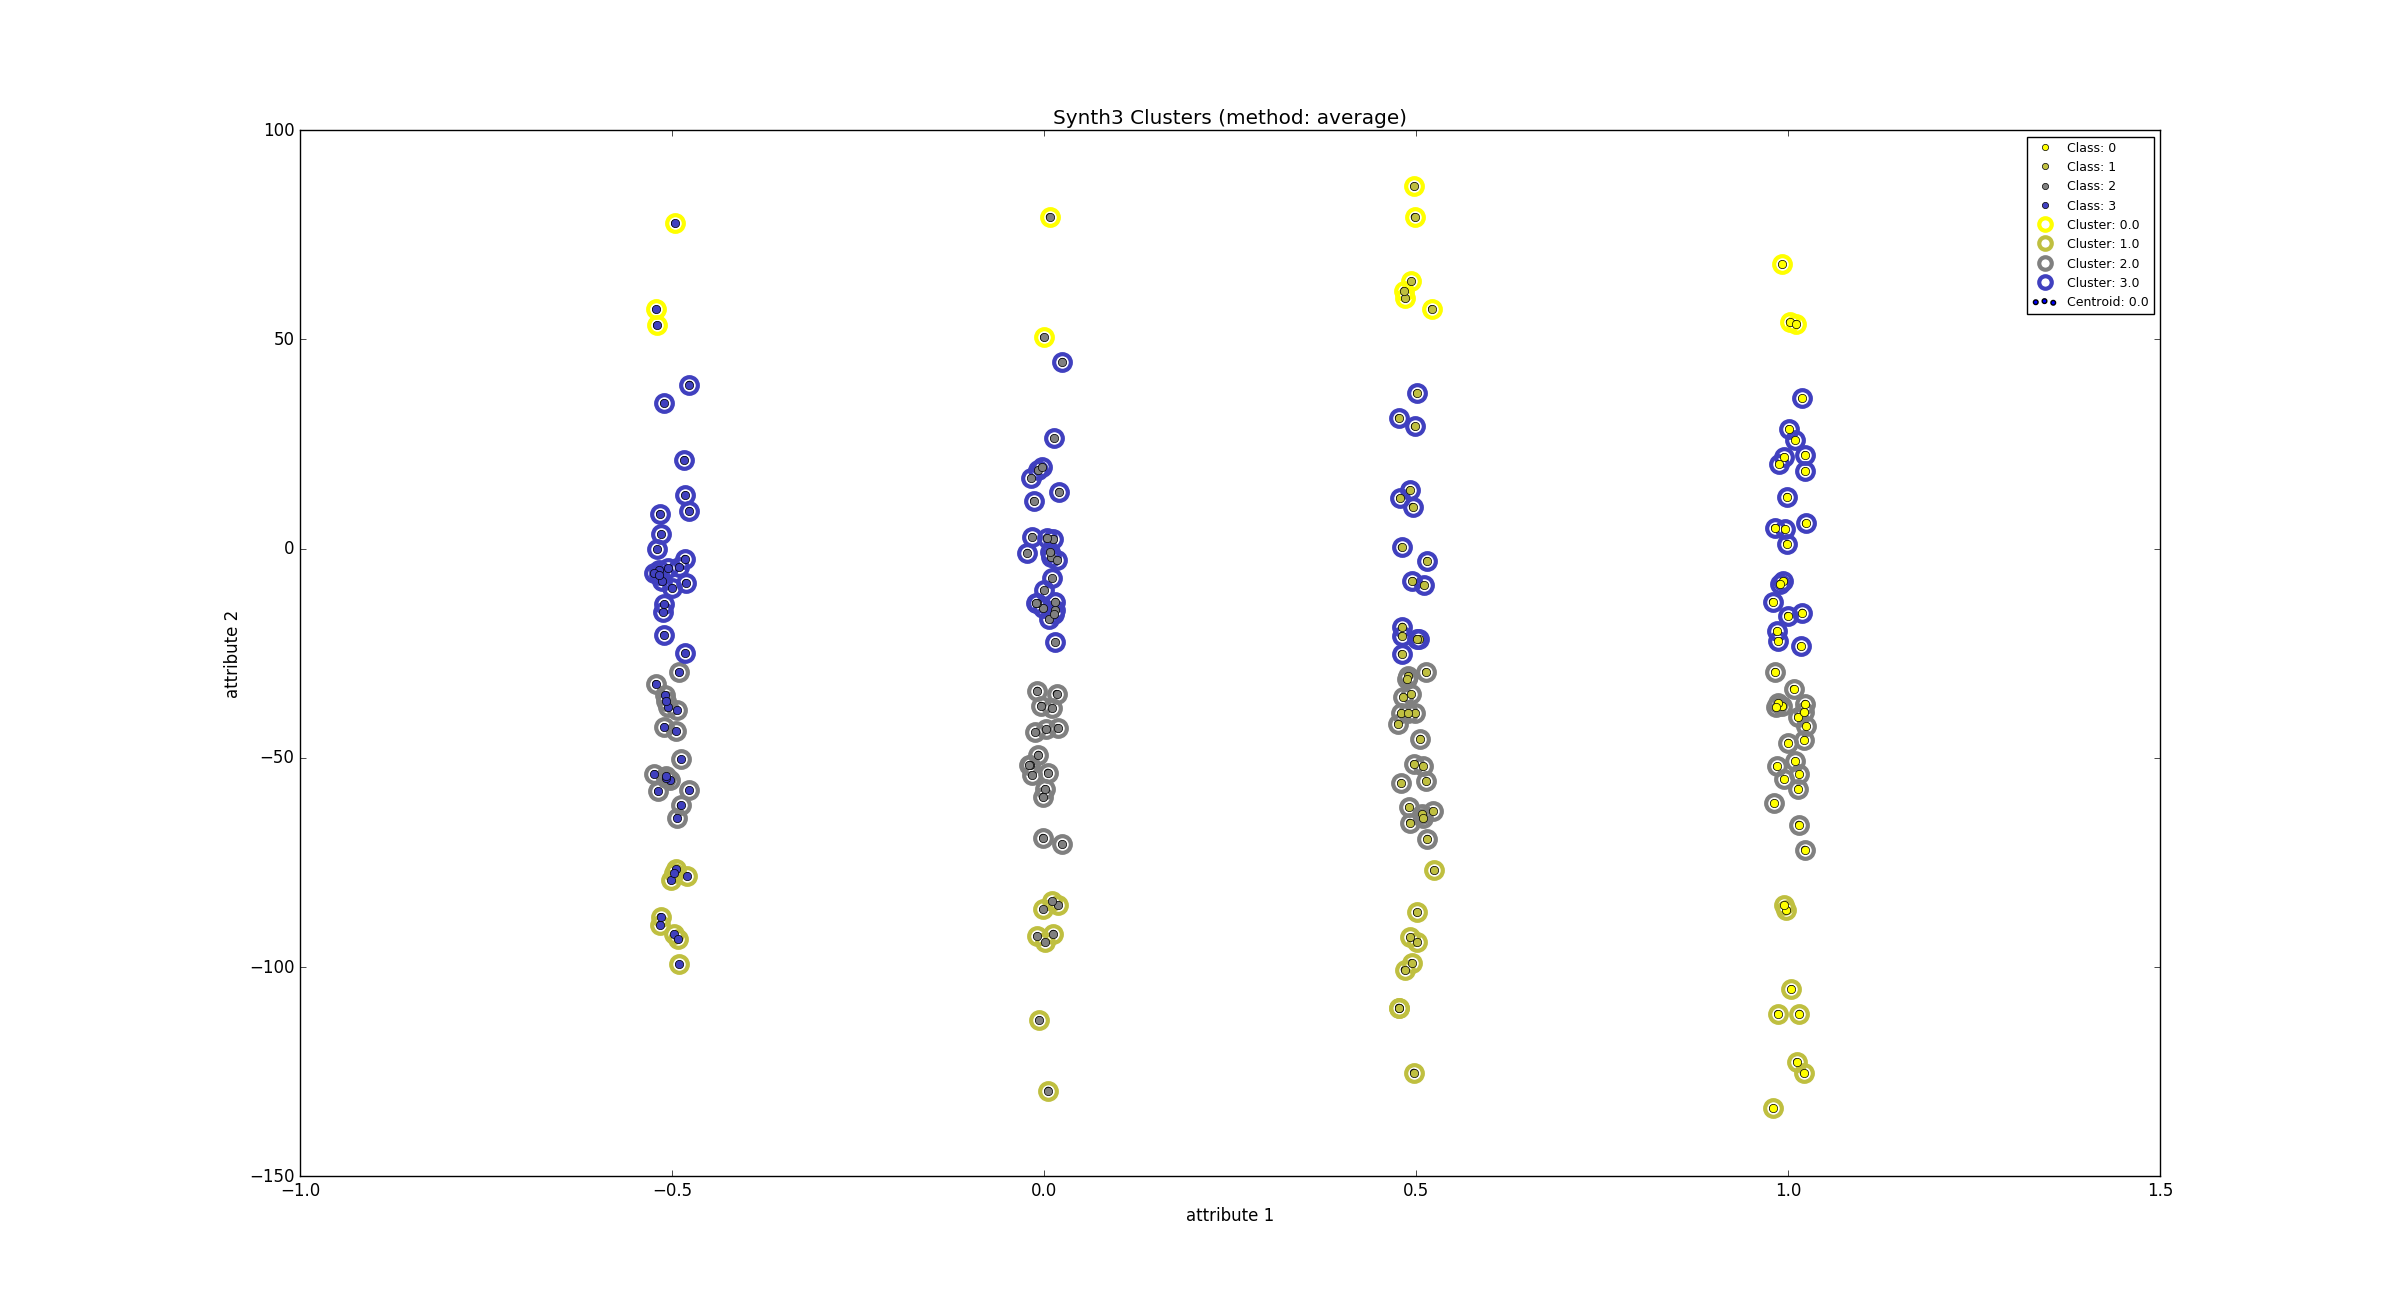 Synth3 Clusters (method: average)
100
50
0
−50
−100
−150
attribute 2
−1.0
−0.5
0.0
0.5
1.0
1.5
attribute 1
Class: 0
Class: 1
Class: 2
Class: 3
Cluster: 0.0
Cluster: 1.0
Cluster: 2.0
Cluster: 3.0
Centroid: 0.0